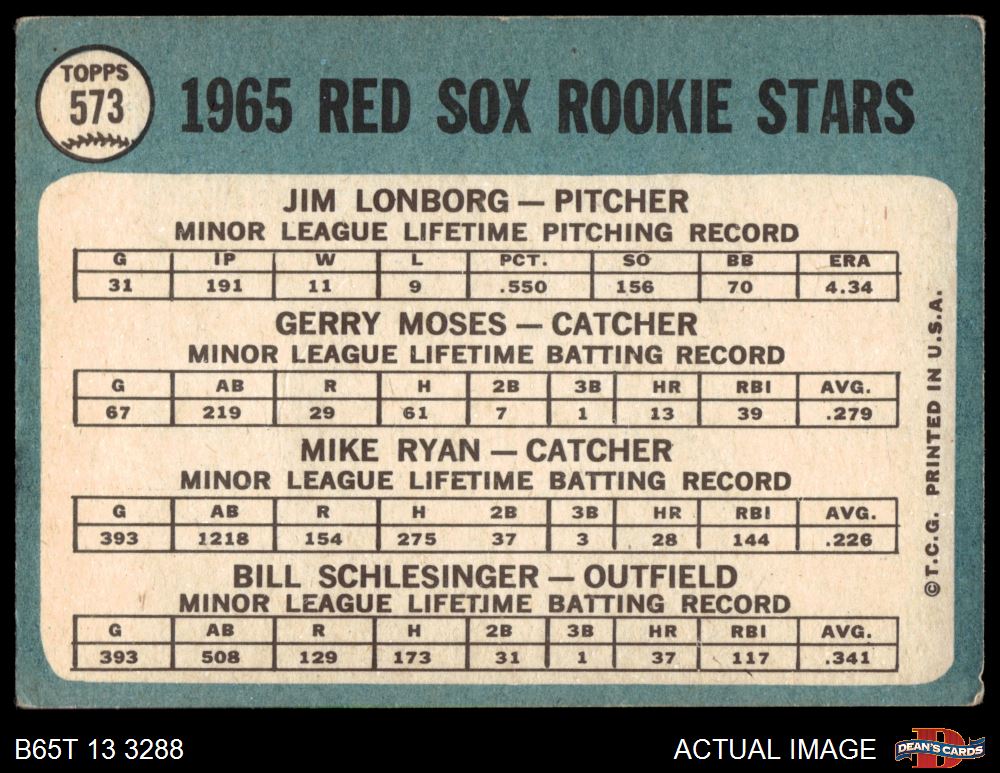 TOPPS
573
1965 RED SOX ROOKIE STARS
JIM LONBORG — PITCHER
MINOR LEAGUE LIFETIME PITCHING RECORD
G IP W L PCT. SO BB ERA
31 191 11 9 .550 156 70 4.34
GERRY MOSES — CATCHER
MINOR LEAGUE LIFETIME BATTING RECORD
G AB R H 2B 3B HR RBI AVG.
67 219 29 61 7 1 13 39 .279
MIKE RYAN — CATCHER
MINOR LEAGUE LIFETIME BATTING RECORD
G AB R H 2B 3B HR RBI AVG.
393 1218 154 275 37 3 28 144 .226
BILL SCHLESINGER — OUTFIELD
MINOR LEAGUE LIFETIME BATTING RECORD
G AB R H 2B 3B HR RBI AVG.
393 508 129 173 31 1 37 117 .341
©T.C.G. PRINTED IN U.S.A.
B65T 13 3288
ACTUAL IMAGE
D
DEAN'S CARDS